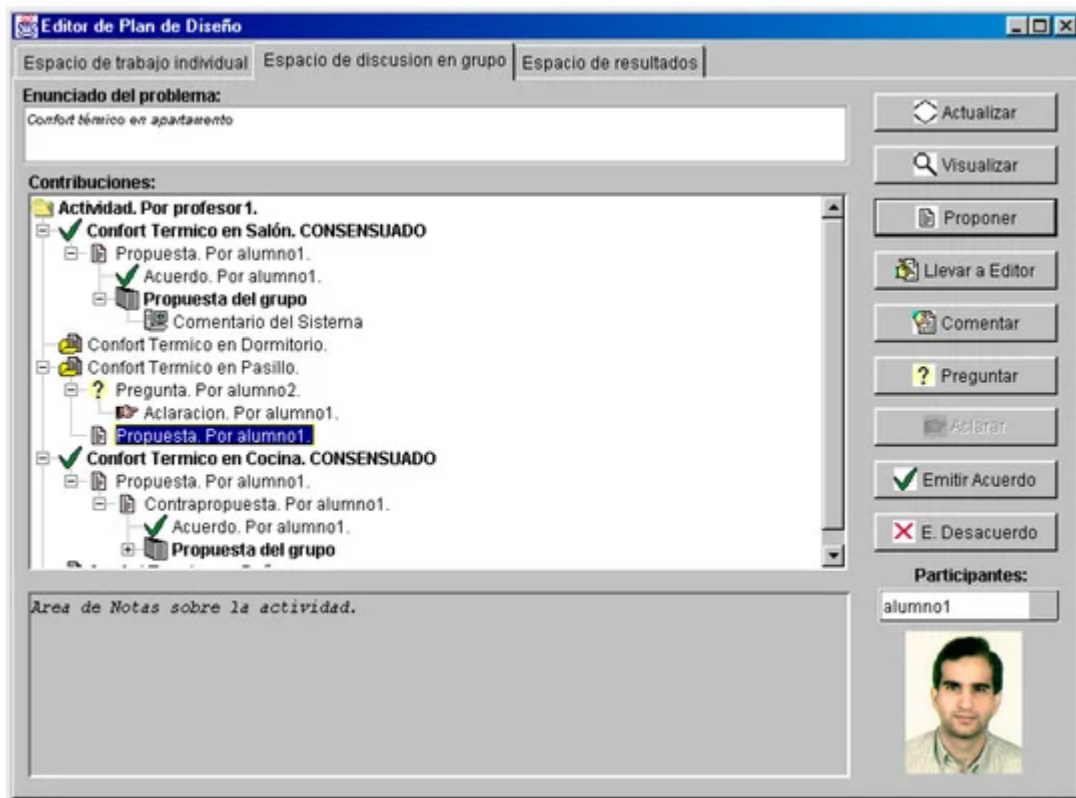 Editor de Plan de Diseño
Espacio de trabajo individual
Espacio de discusion en grupo
Espacio de resultados
Enunciado del problema:
Confort térmico en apartamento
Contribuciones:
Actividad. Por profesor1.
Confort Termico en Salón. CONSENSUADO
Propuesta. Por alumno1.
Acuerdo. Por alumno1.
Propuesta del grupo
Comentario del Sistema
Confort Termico en Dormitorio.
Confort Termico en Pasillo.
Pregunta. Por alumno2.
Aclaracion. Por alumno1.
Propuesta. Por alumno1.
Confort Termico en Cocina. CONSENSUADO
Propuesta. Por alumno1.
Contrapropuesta. Por alumno1.
Acuerdo. Por alumno1.
Propuesta del grupo
Area de Notas sobre la actividad.
Actualizar
Visualizar
Proponer
Llevar a Editor
Comentar
Preguntar
Aclarar
Emitir Acuerdo
E. Desacuerdo
Participantes:
alumno1